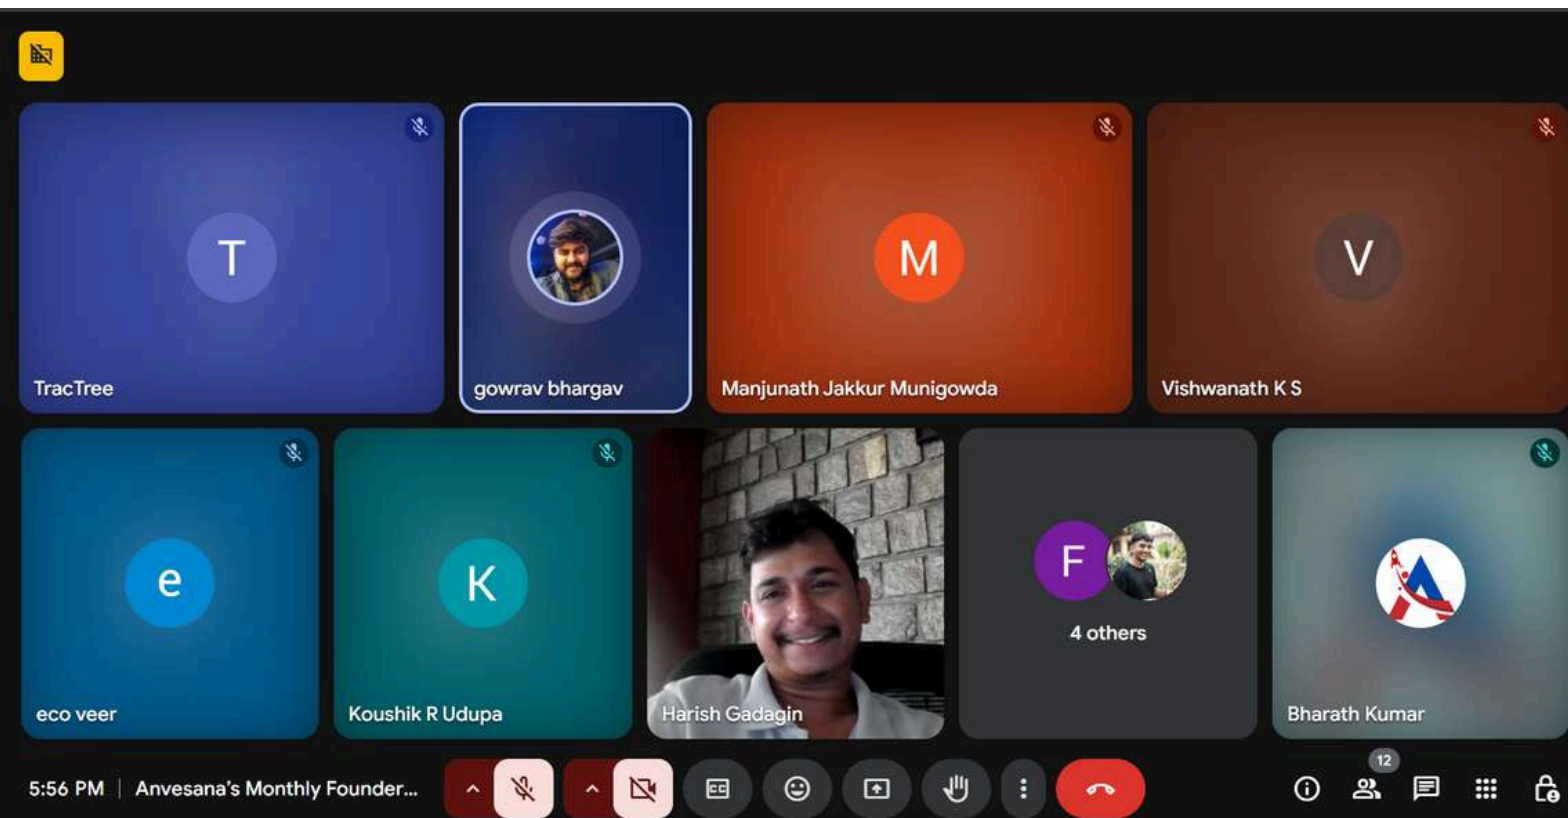 T
TracTree
gowrav bhargav
M
Manjunath Jakkur Munigowda
V
Vishwanath K S
e
eco veer
K
Koushik R Udupa
Harish Gadagin
F
4 others
A
Bharath Kumar
5:56 PM | Anvesana's Monthly Founder...
CC
12